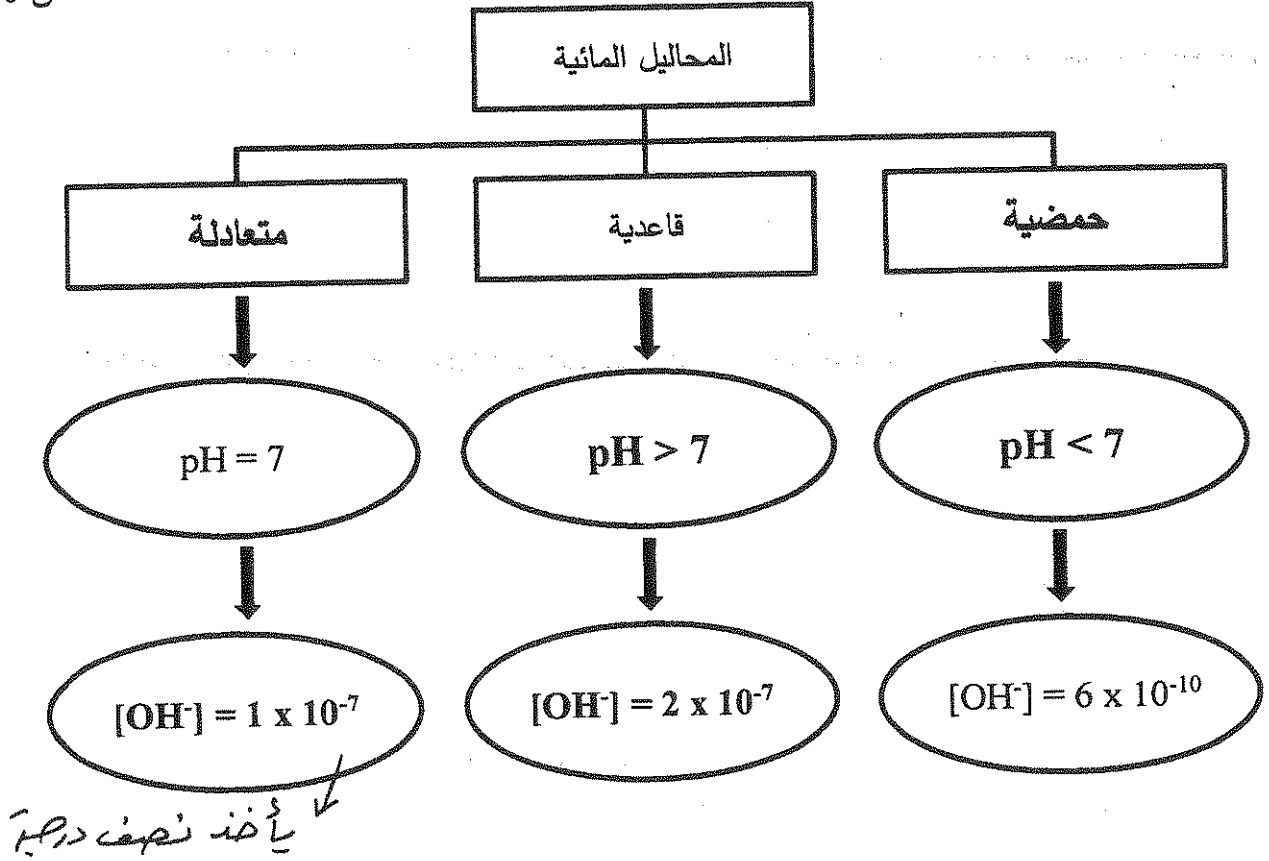 المحاليل المائية
حمضية
قاعدية
متعادلة
pH < 7
pH > 7
pH = 7
[OH⁻] = 6 x 10⁻¹⁰
[OH⁻] = 2 x 10⁻⁷
[OH⁻] = 1 x 10⁻⁷
يأخذ نصف درجة